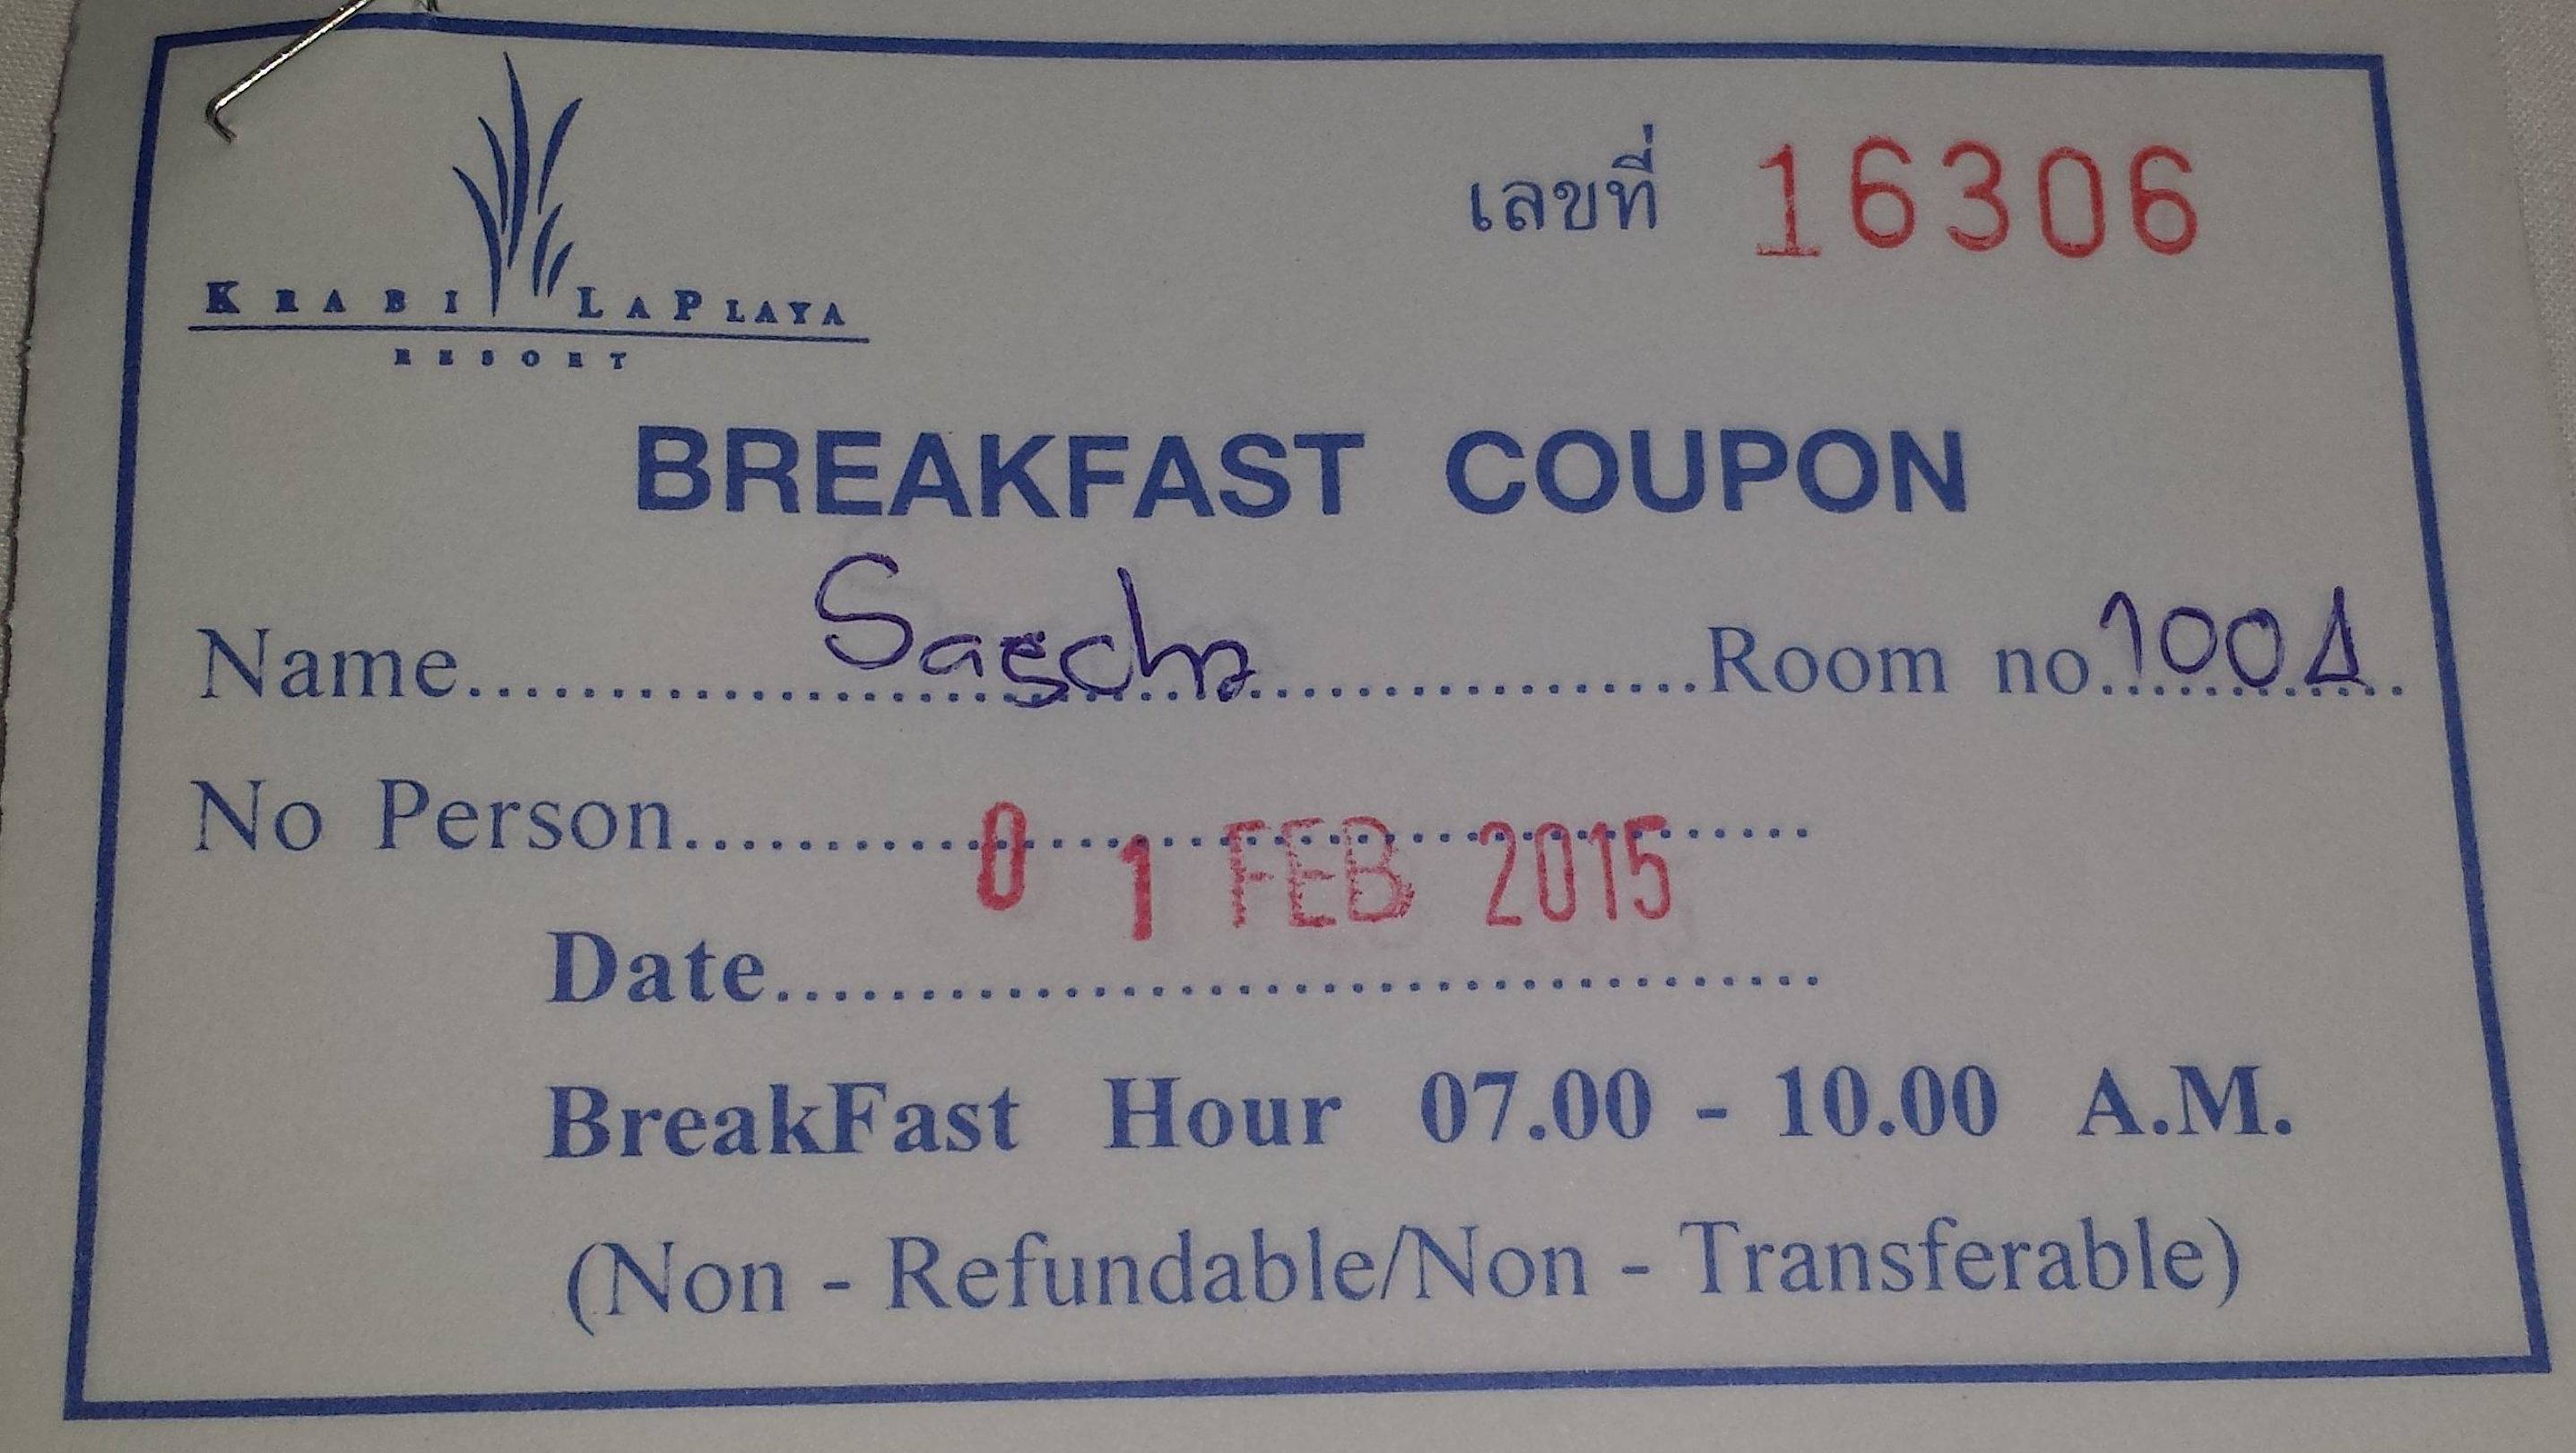 เลขที่ 16306
KRABI LAPLAYA
RESORT
BREAKFAST COUPON
Name.......Sascha.......Room no.1004
No Person..............................
01 FEB 2015
Date..............................
BreakFast Hour 07.00 - 10.00 A.M.
(Non - Refundable/Non - Transferable)